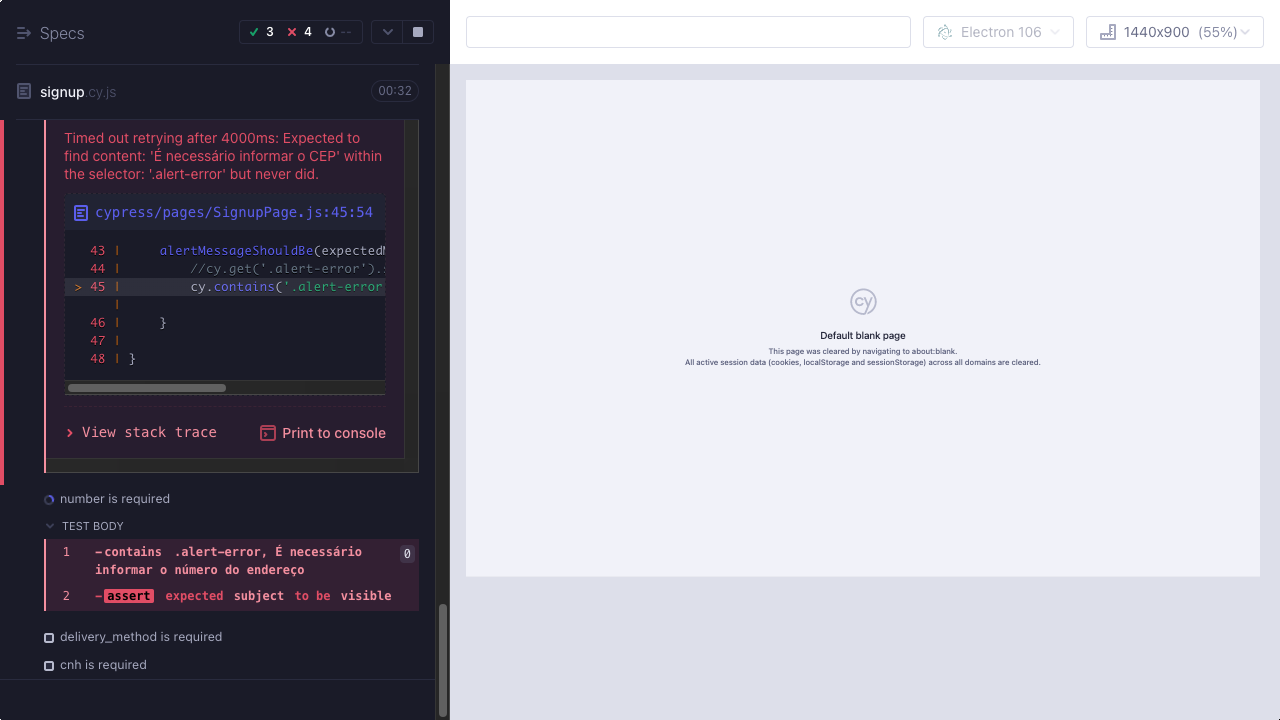 Specs
3
4
--
Electron 106
1440x900 (55%)
signup.cy.js
00:32
Timed out retrying after 4000ms: Expected to
find content: 'É necessário informar o CEP' within
the selector: '.alert-error' but never did.
cypress/pages/SignupPage.js:45:54
43 | alertMessageShouldBe(expected
44 | //cy.get('.alert-error').
> 45 | cy.contains('.alert-error
|
46 | }
47 |
48 | }
> View stack trace
Print to console
number is required
TEST BODY
1 -contains .alert-error, É necessário
informar o número do endereço
0
2 -assert expected subject to be visible
delivery_method is required
cnh is required
cy
Default blank page
This page was cleared by navigating to about:blank.
All active session data (cookies, localStorage and sessionStorage) across all domains are cleared.